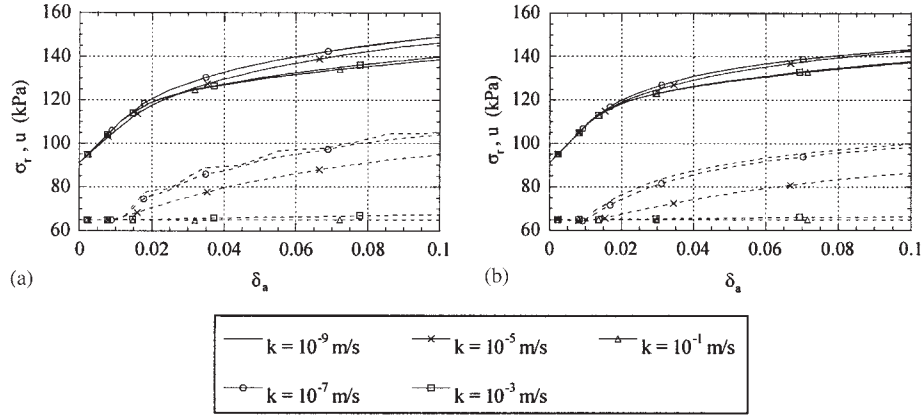 160
140
120
100
80
60
σr , u (kPa)
0
0.02
0.04
0.06
0.08
0.1
δa
(a)
160
140
120
100
80
60
σr , u (kPa)
0
0.02
0.04
0.06
0.08
0.1
δa
(b)
k = 10⁻⁹ m/s
k = 10⁻⁵ m/s
k = 10⁻¹ m/s
k = 10⁻⁷ m/s
k = 10⁻³ m/s